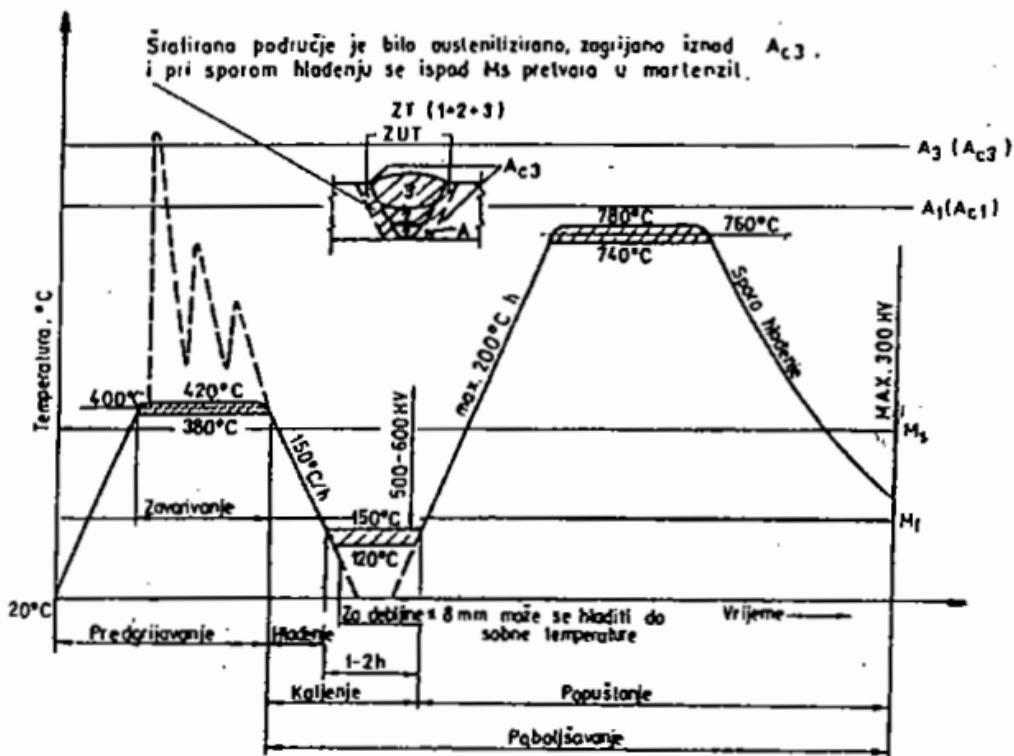 Šrafirano područje je bilo austenitizirano, zagrijano iznad Ac3.
i pri sporom hlađenju se ispod Ms pretvara u martenzit.
ZT (1+2+3)
ZUT
Ac3
3
A3 (Ac3)
A1(Ac1)
780°C
760°C
740°C
Temperatura, °C
400°C
420°C
380°C
150°C/h
500-600HV
max. 200°C h
Sporo hlađenje
MAX. 300 HV
Ms
Zavarivanje
150°C
Mf
120°C
20°C
Za debljine ≤ 8 mm može se hladiti do
sobne temperature
Vrijeme
Predgrijavanje
Hlađenje
1-2h
Kaljenje
Popuštanje
Poboljšavanje